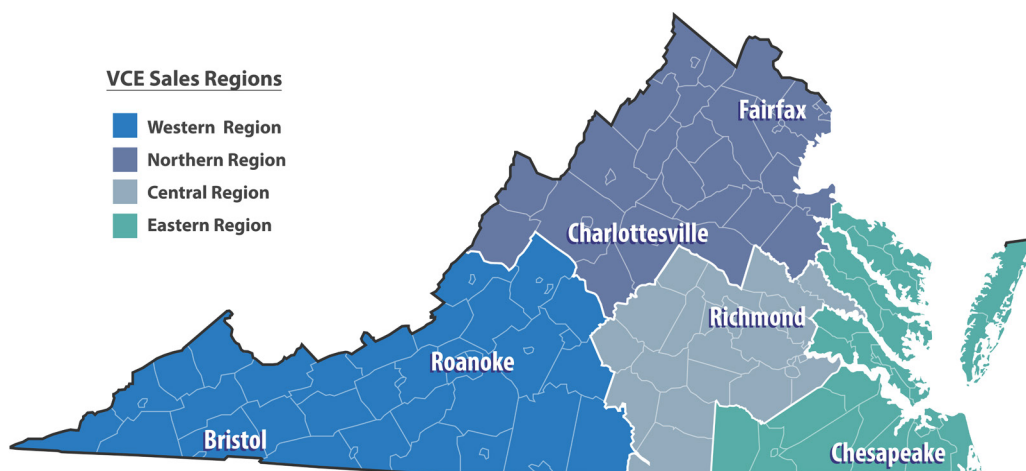 VCE Sales Regions
Western Region
Northern Region
Central Region
Eastern Region
Fairfax
Charlottesville
Richmond
Roanoke
Bristol
Chesapeake